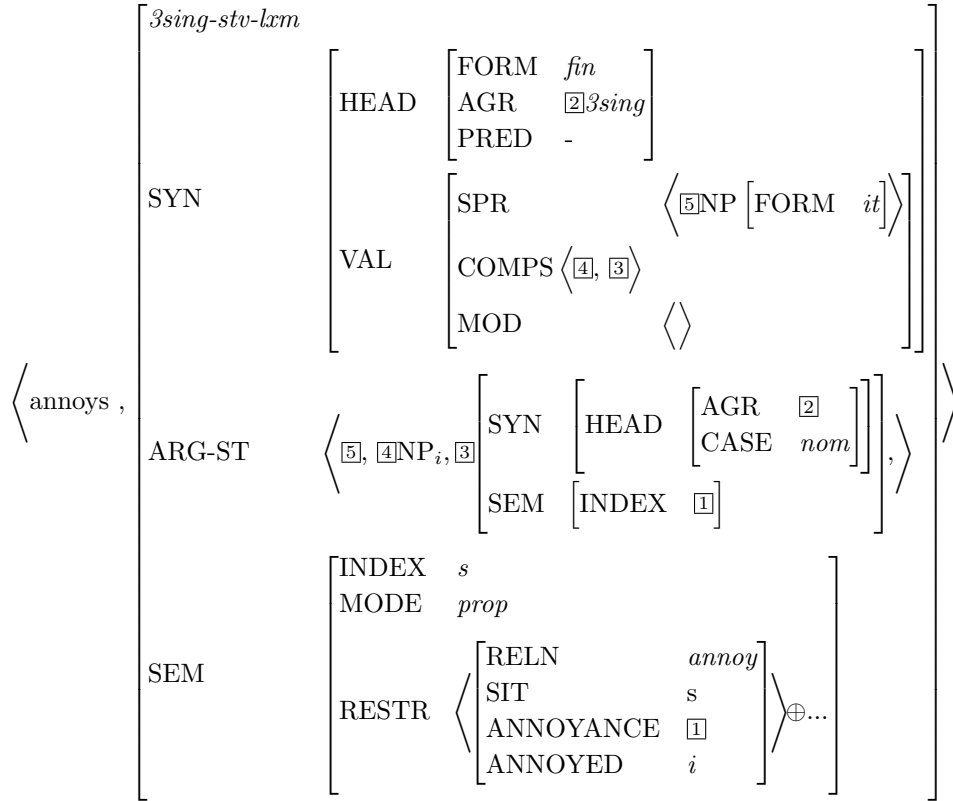 3sing-stv-lxm
FORM fin
HEAD AGR 2 3sing
PRED -
SYN
SPR ⟨ 5 NP [FORM it] ⟩
VAL COMPS ⟨ 4 , 3 ⟩
MOD ⟨⟩
⟨ annoys ,
SYN HEAD AGR 2
CASE nom
ARG-ST ⟨ 5 , 4 NPi, 3 , ⟩
SEM [INDEX 1 ]
INDEX s
MODE prop
SEM
RELN annoy
SIT s
RESTR ⟨ ⟩⊕...
ANNOYANCE 1
ANNOYED i